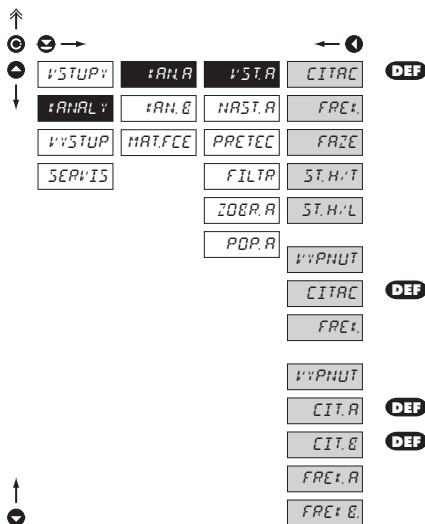 VSTUPY KAN. A VST. A CITAC DEF
KANALY KAN. B NAST. A FREK.
VYSTUP MAT.FCE PRETEC FAZE
SERVIS FILTR ST. H/T
ZOBR. A ST. H/L
POP. A
VYPNUT
CITAC DEF
FREK.
VYPNUT
CIT. A DEF
CIT. B DEF
FREK. A
FREK B.